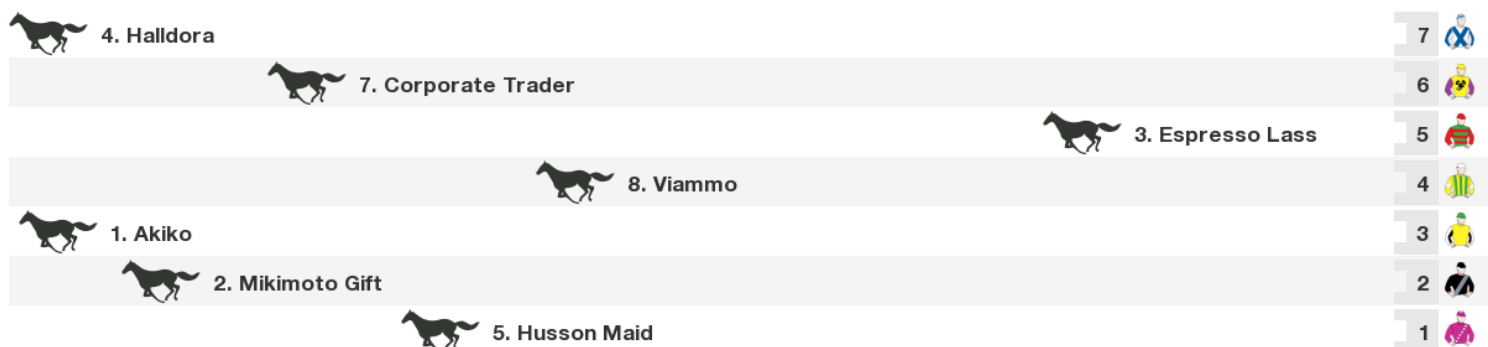 4. Halldora 7
7. Corporate Trader 6
3. Espresso Lass 5
8. Viammo 4
1. Akiko 3
2. Mikimoto Gift 2
5. Husson Maid 1